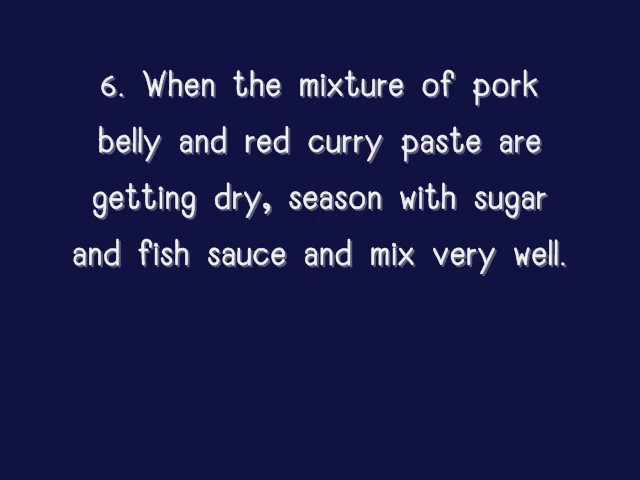 6. When the mixture of pork
belly and red curry paste are
getting dry, season with sugar
and fish sauce and mix very well.